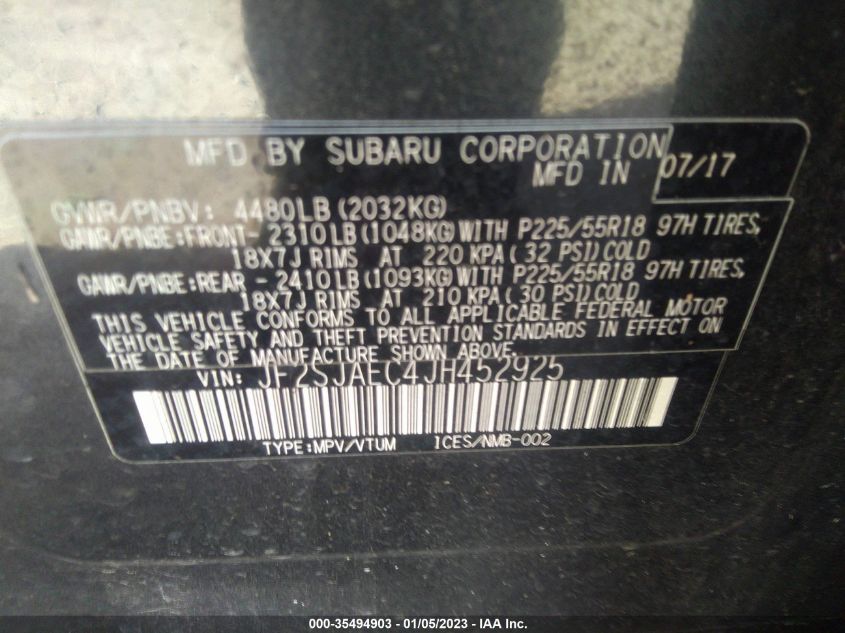 MFD BY SUBARU CORPORATION
MFD IN 07/17
GVWR/PNBV: 4480LB(2032KG)
GAWR/PNBE:FRONT- 2310LB(1048KG)WITH P225/55R18 97H TIRES,
18X7J RIMS AT 220 KPA(32 PSI)COLD
GAWR/PNBE:REAR - 2410LB(1093KG)WITH P225/55R18 97H TIRES,
18X7J RIMS AT 210 KPA(30 PSI)COLD
THIS VEHICLE CONFORMS TO ALL APPLICABLE FEDERAL MOTOR
VEHICLE SAFETY AND THEFT PREVENTION STANDARDS IN EFFECT ON
THE DATE OF MANUFACTURE SHOWN ABOVE.
VIN: JF2SJAEC4JH452925
TYPE:MPV/VTUM ICES/NMB-002
000-35494903 - 01/05/2023 - IAA Inc.